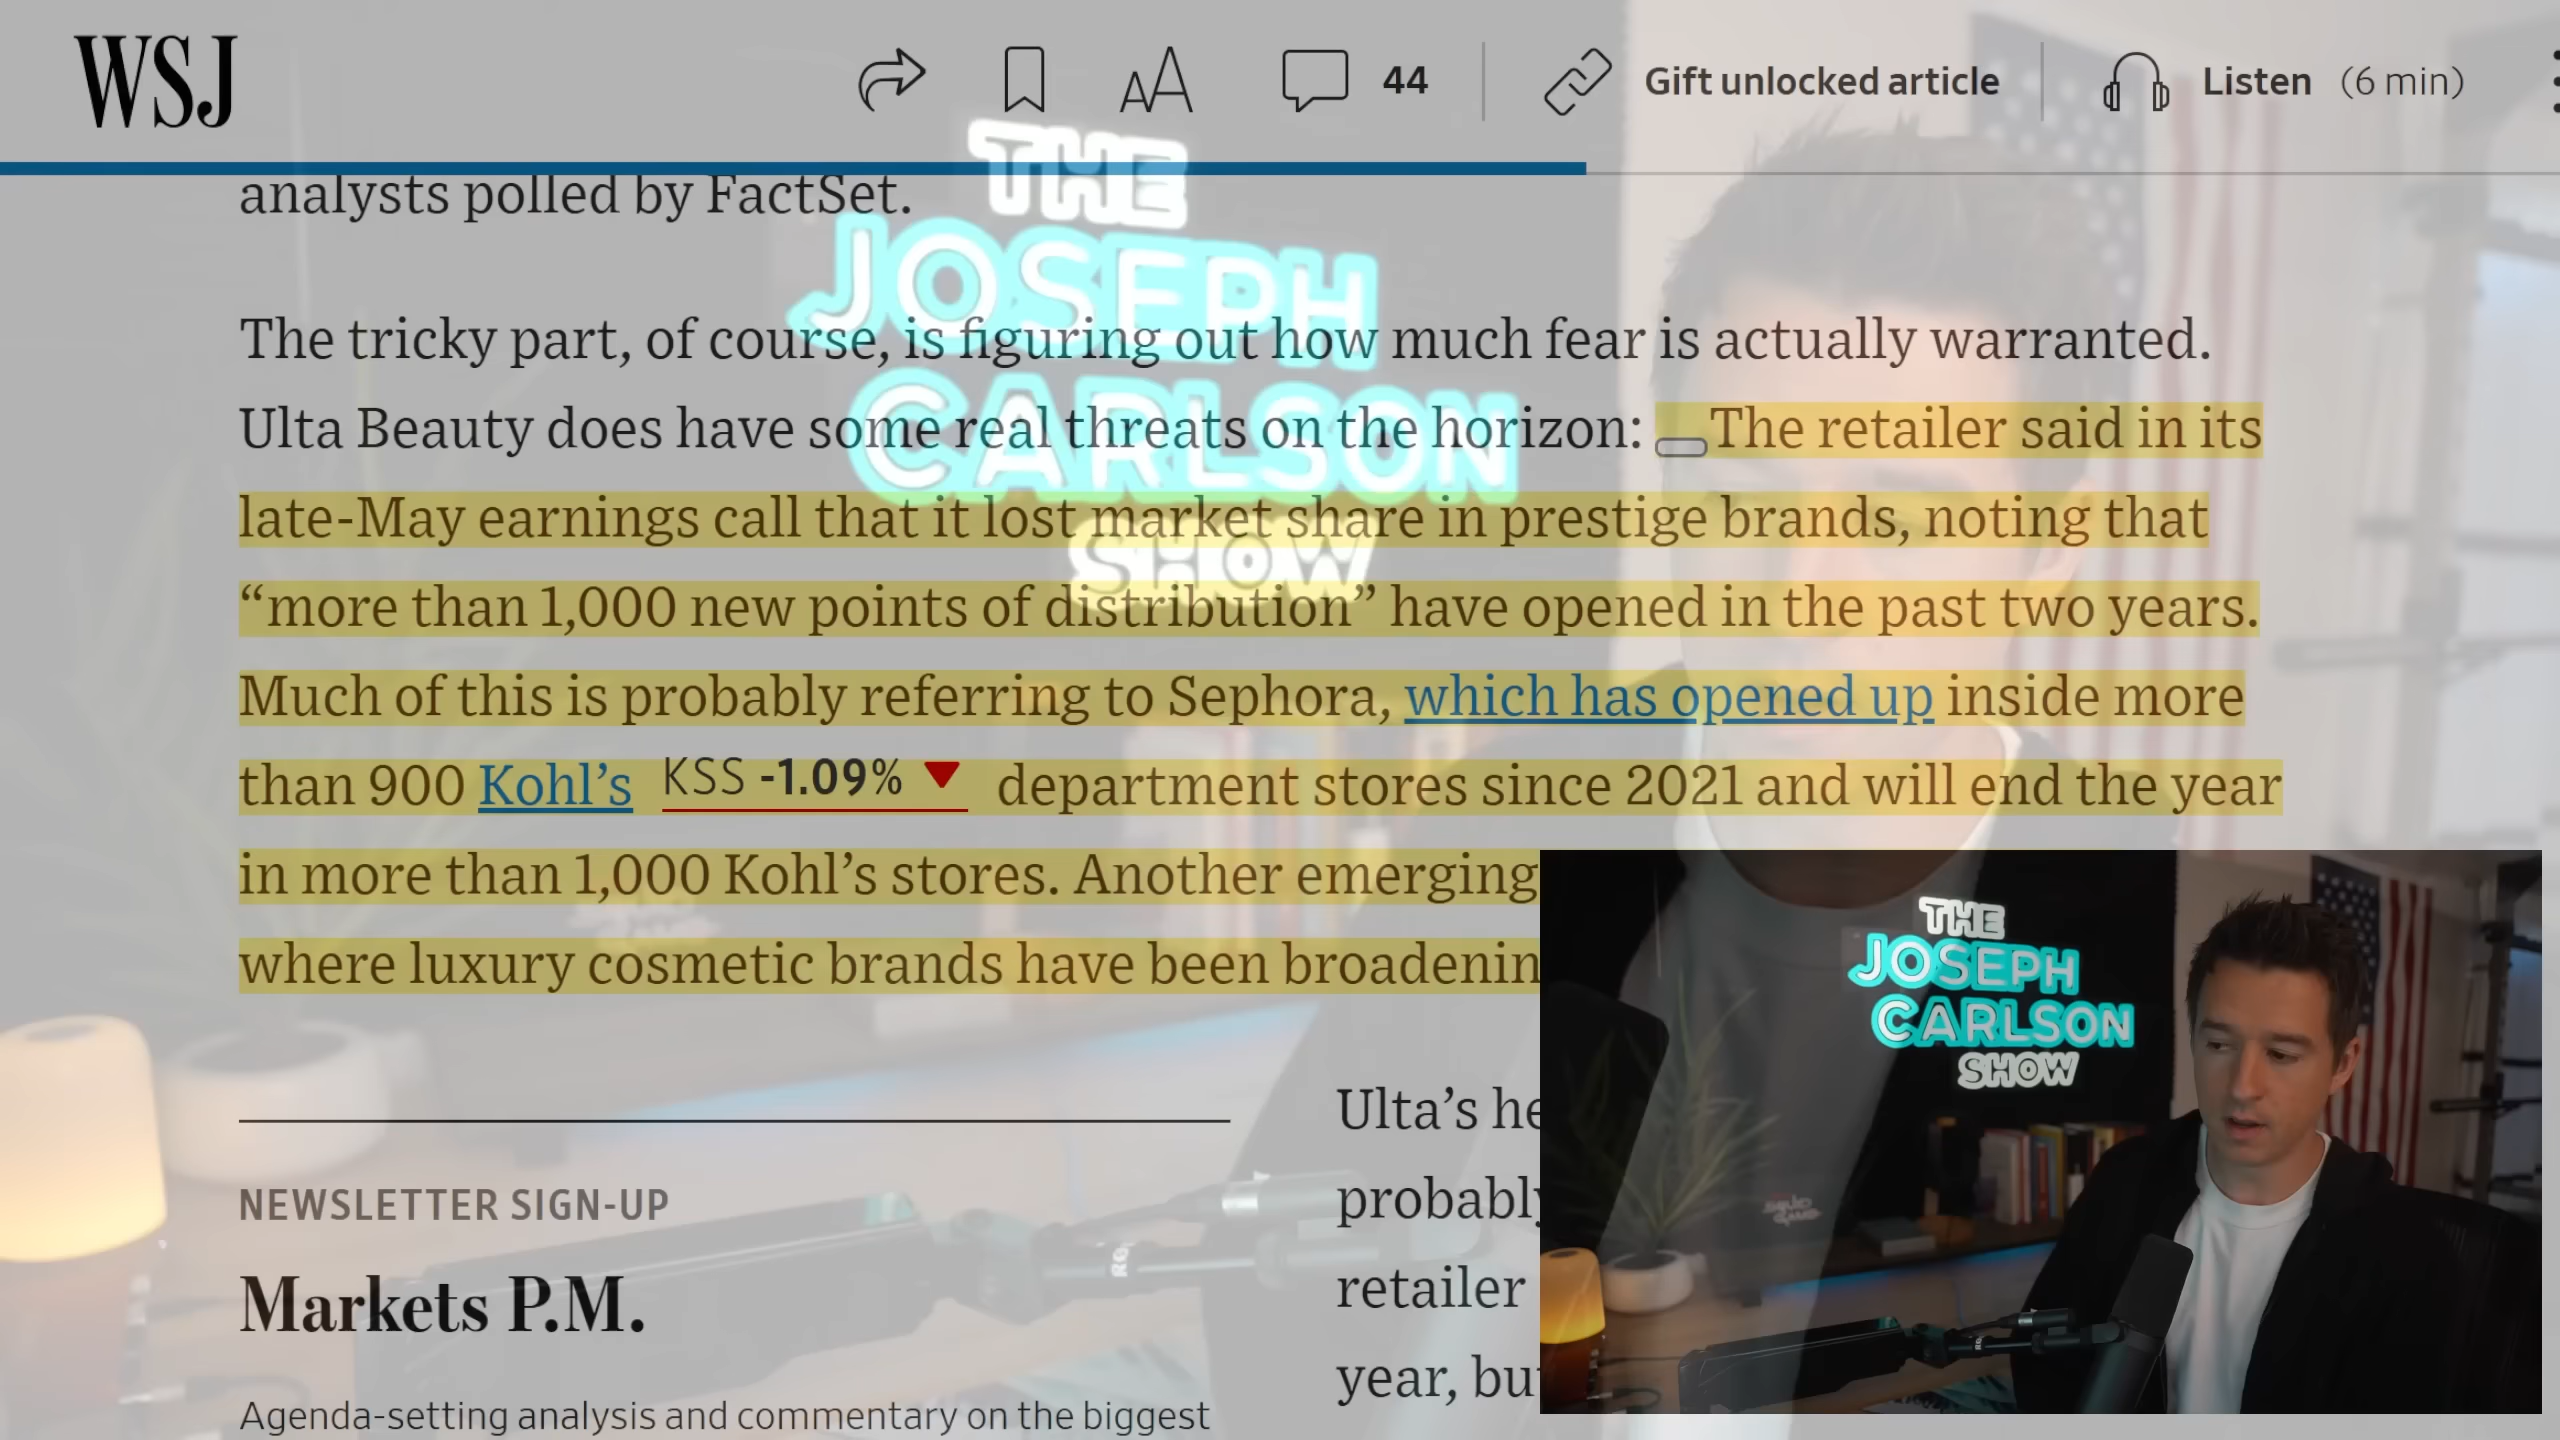 WSJ
44
Gift unlocked article
Listen (6 min)
analysts polled by FactSet.
The tricky part, of course, is figuring out how much fear is actually warranted.
Ulta Beauty does have some real threats on the horizon: The retailer said in its
late-May earnings call that it lost market share in prestige brands, noting that
“more than 1,000 new points of distribution” have opened in the past two years.
Much of this is probably referring to Sephora, which has opened up inside more
than 900 Kohl’s KSS -1.09% department stores since 2021 and will end the year
in more than 1,000 Kohl’s stores. Another emerging
where luxury cosmetic brands have been
NEWSLETTER SIGN-UP
Markets P.M.
Agenda-setting analysis and commentary on the biggest
Ulta’s
probably
retailer
year,
THE
JOSEPH
CARLSON
SHOW
THE
JOSEPH
CARLSON
SHOW